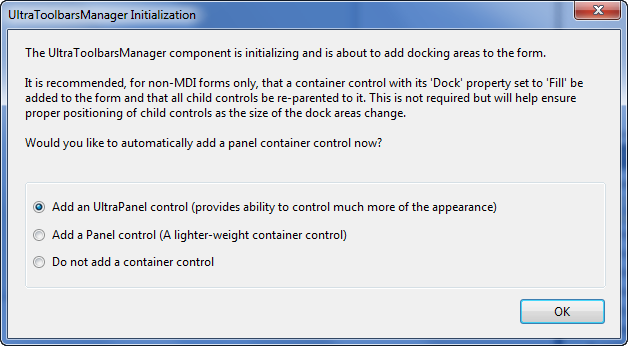 UltraToolbarsManager Initialization
The UltraToolbarsManager component is initializing and is about to add docking areas to the form.
It is recommended, for non-MDI forms only, that a container control with its 'Dock' property set to 'Fill' be
added to the form and that all child controls be re-parented to it. This is not required but will help ensure
proper positioning of child controls as the size of the dock areas change.
Would you like to automatically add a panel container control now?
Add an UltraPanel control (provides ability to control much more of the appearance)
Add a Panel control (A lighter-weight container control)
Do not add a container control
OK